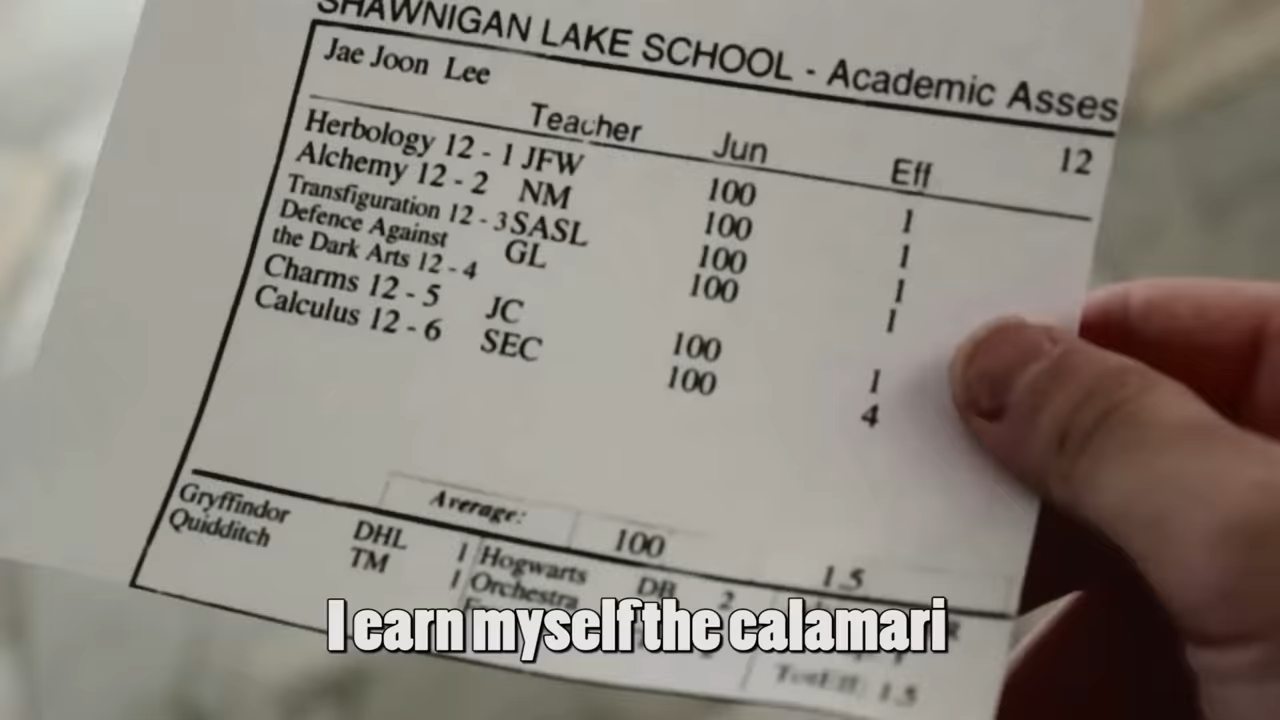 SHAWNIGAN LAKE SCHOOL - Academic Asses
Jae Joon Lee 12
Teacher Jun Eff
Herbology 12 - 1 JFW 100 1
Alchemy 12 - 2 NM 100 1
Transfiguration 12 - 3 SASL 100 1
Defence Against GL 100 1
the Dark Arts 12 - 4
Charms 12 - 5 JC 100 1
Calculus 12 - 6 SEC 100 4
Average: 100 1.5
Gryffindor DHL 1 Hogwarts DB 2
Quidditch TM 1 Orchestra
I earn myself the calamari
1.5